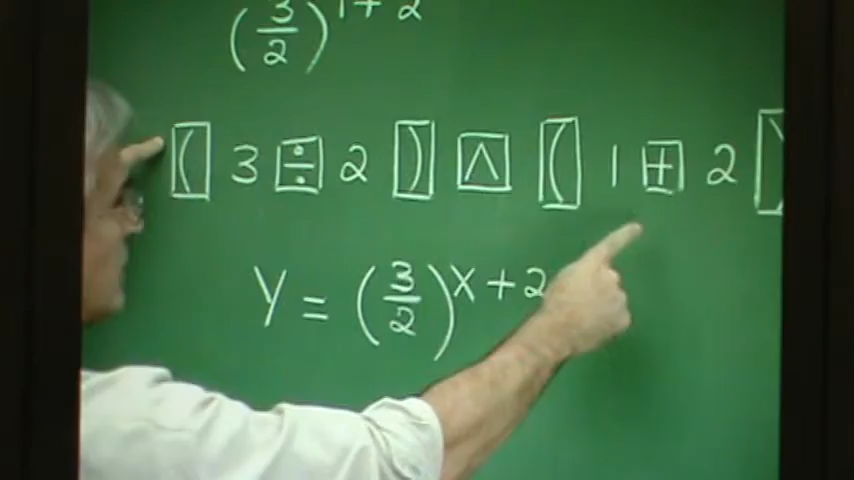 (3/2)^1+2
( 3 ÷ 2 ) ^ ( 1 + 2 )
y = (3/2)^x+2